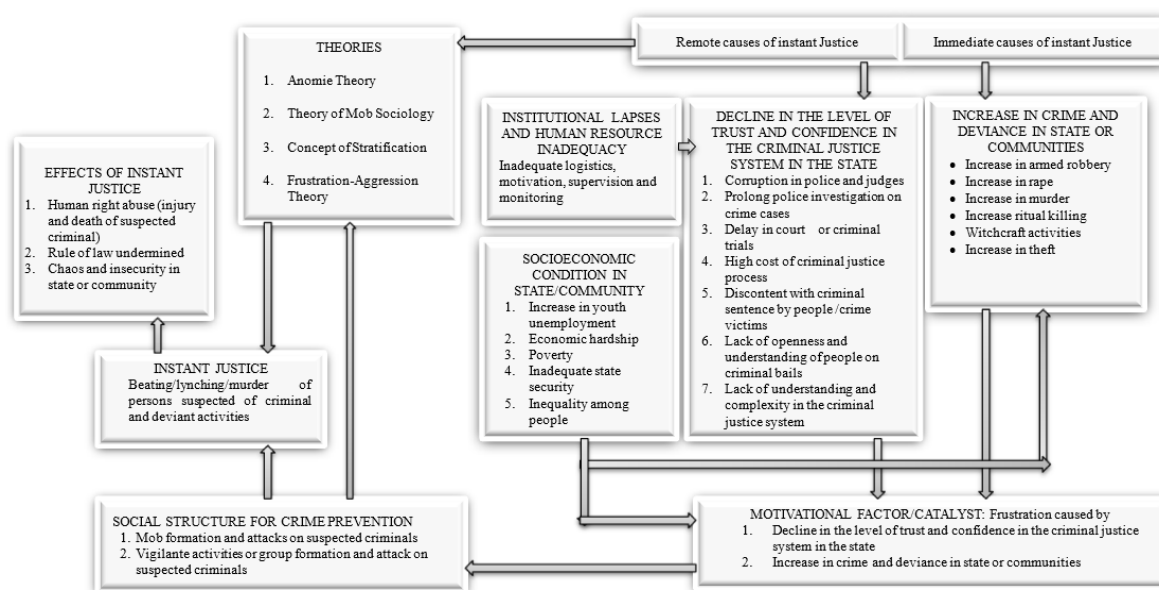 THEORIES
1. Anomie Theory
2. Theory of Mob Sociology
3. Concept of Stratification
4. Frustration-Aggression
Theory
Remote causes of instant Justice
Immediate causes of instant Justice
EFFECTS OF INSTANT
JUSTICE
1. Human right abuse (injury
and death of suspected
criminal)
2. Rule of law undermined
3. Chaos and insecurity in
state or community
INSTITUTIONAL LAPSES
AND HUMAN RESOURCE
INADEQUACY
Inadequate logistics,
motivation, supervision and
monitoring
DECLINE IN THE LEVEL OF
TRUST AND CONFIDENCE IN
THE CRIMINAL JUSTICE
SYSTEM IN THE STATE
1. Corruption in police and judges
2. Prolong police investigation on
crime cases
3. Delay in court or criminal
trials
4. High cost of criminal justice
process
5. Discontent with criminal
sentence by people /crime
victims
6. Lack of openness and
understanding of people on
criminal bails
7. Lack of understanding and
complexity in the criminal
justice system
INCREASE IN CRIME AND
DEVIANCE IN STATE OR
COMMUNITIES
• Increase in armed robbery
• Increase in rape
• Increase in murder
• Increase ritual killing
• Witchcraft activities
• Increase in theft
SOCIOECONOMIC
CONDITION IN
STATE/COMMUNITY
1. Increase in youth
unemployment
2. Economic hardship
3. Poverty
4. Inadequate state
security
5. Inequality among
people
INSTANT JUSTICE
Beating/lynching/murder of
persons suspected of criminal
and deviant activities
SOCIAL STRUCTURE FOR CRIME PREVENTION
1. Mob formation and attacks on suspected criminals
2. Vigilante activities or group formation and attack on
suspected criminals
MOTIVATIONAL FACTOR/CATALYST: Frustration caused by
1. Decline in the level of trust and confidence in the criminal justice
system in the state
2. Increase in crime and deviance in state or communities